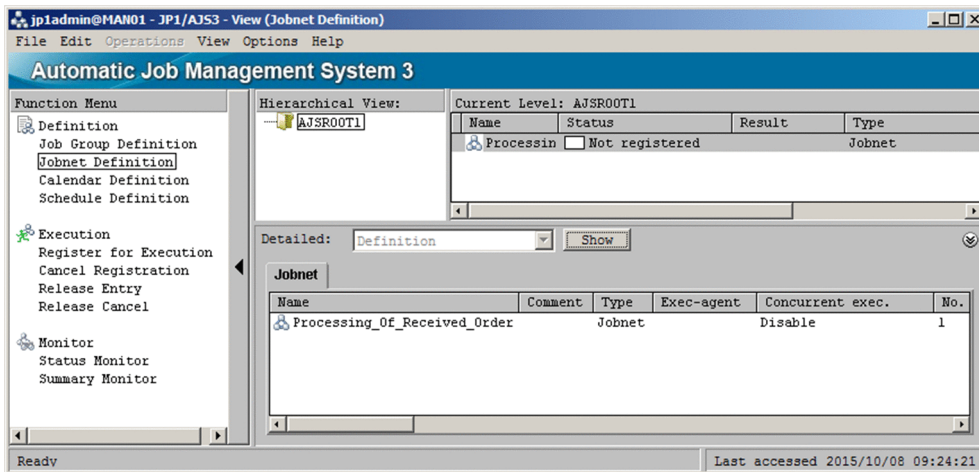 jp1admin@MAN01 - JP1/AJS3 - View (Jobnet Definition)
File Edit Operations View Options Help
Automatic Job Management System 3
Function Menu
Definition
Job Group Definition
Jobnet Definition
Calendar Definition
Schedule Definition
Execution
Register for Execution
Cancel Registration
Release Entry
Release Cancel
Monitor
Status Monitor
Summary Monitor
Hierarchical View:
AJSROOT1
Current Level: AJSROOT1
Name Status Result Type
Processin Not registered Jobnet
Detailed: Definition Show
Jobnet
Name Comment Type Exec-agent Concurrent exec. No.
Processing_Of_Received_Order Jobnet Disable 1
Ready Last accessed 2015/10/08 09:24:21